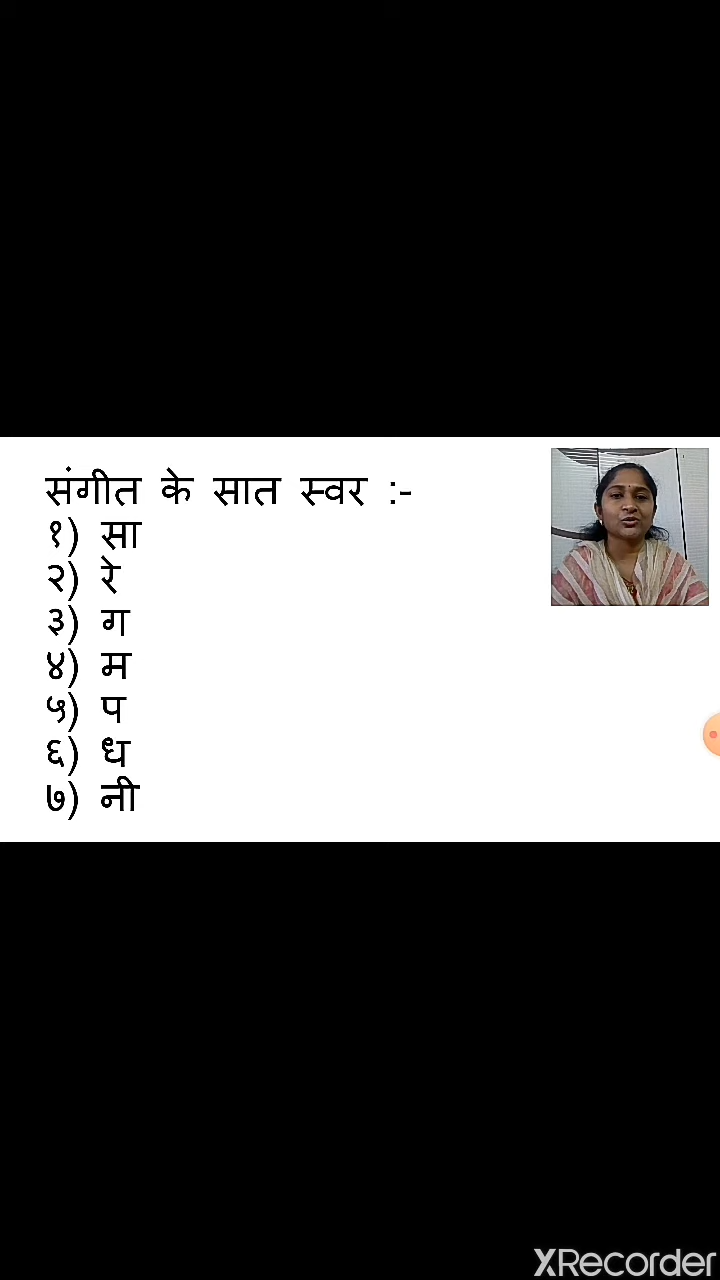 संगीत के सात स्वर :-
१) सा
२) रे
३) ग
४) म
५) प
६) ध
७) नी
XRecorder